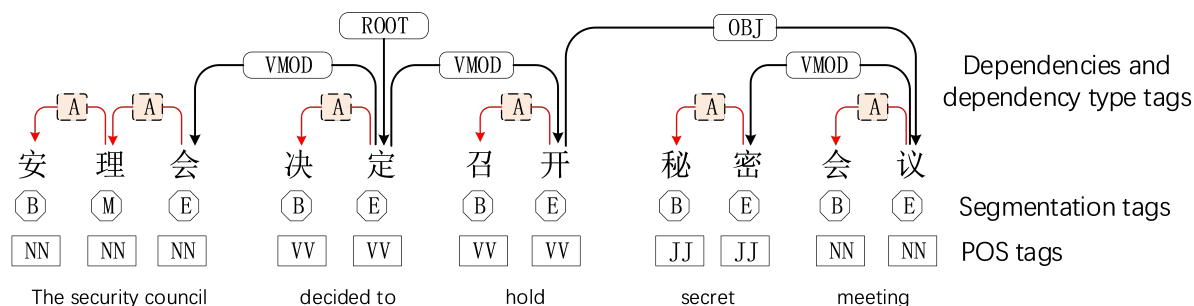 ROOT OBJ
VMOD VMOD VMOD Dependencies and
A A A A A A dependency type tags
安 理 会 决 定 召 开 秘 密 会 议
B M E B E B E B E B E Segmentation tags
NN NN NN VV VV VV VV JJ JJ NN NN POS tags
The security council decided to hold secret meeting